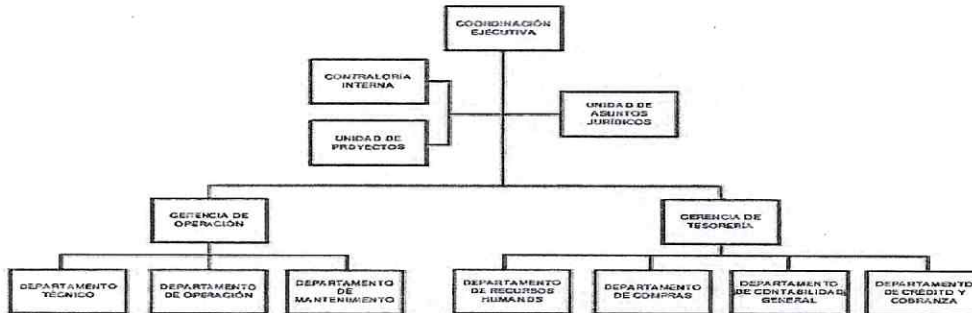 COORDINACIÓN
EJECUTIVA
CONTRALORÍA
INTERNA
UNIDAD DE
ASUNTOS
JURÍDICOS
UNIDAD DE
PROYECTOS
GERENCIA DE
OPERACIÓN
GERENCIA DE
TESORERÍA
DEPARTAMENTO
TÉCNICO
DEPARTAMENTO
DE OPERACIÓN
DEPARTAMENTO
DE
MANTENIMIENTO
DEPARTAMENTO
DE RECURSOS
HUMANOS
DEPARTAMENTO
DE COMPRAS
DEPARTAMENTO
DE CONTABILIDAD
GENERAL
DEPARTAMENTO
DE CRÉDITO Y
COBRANZA